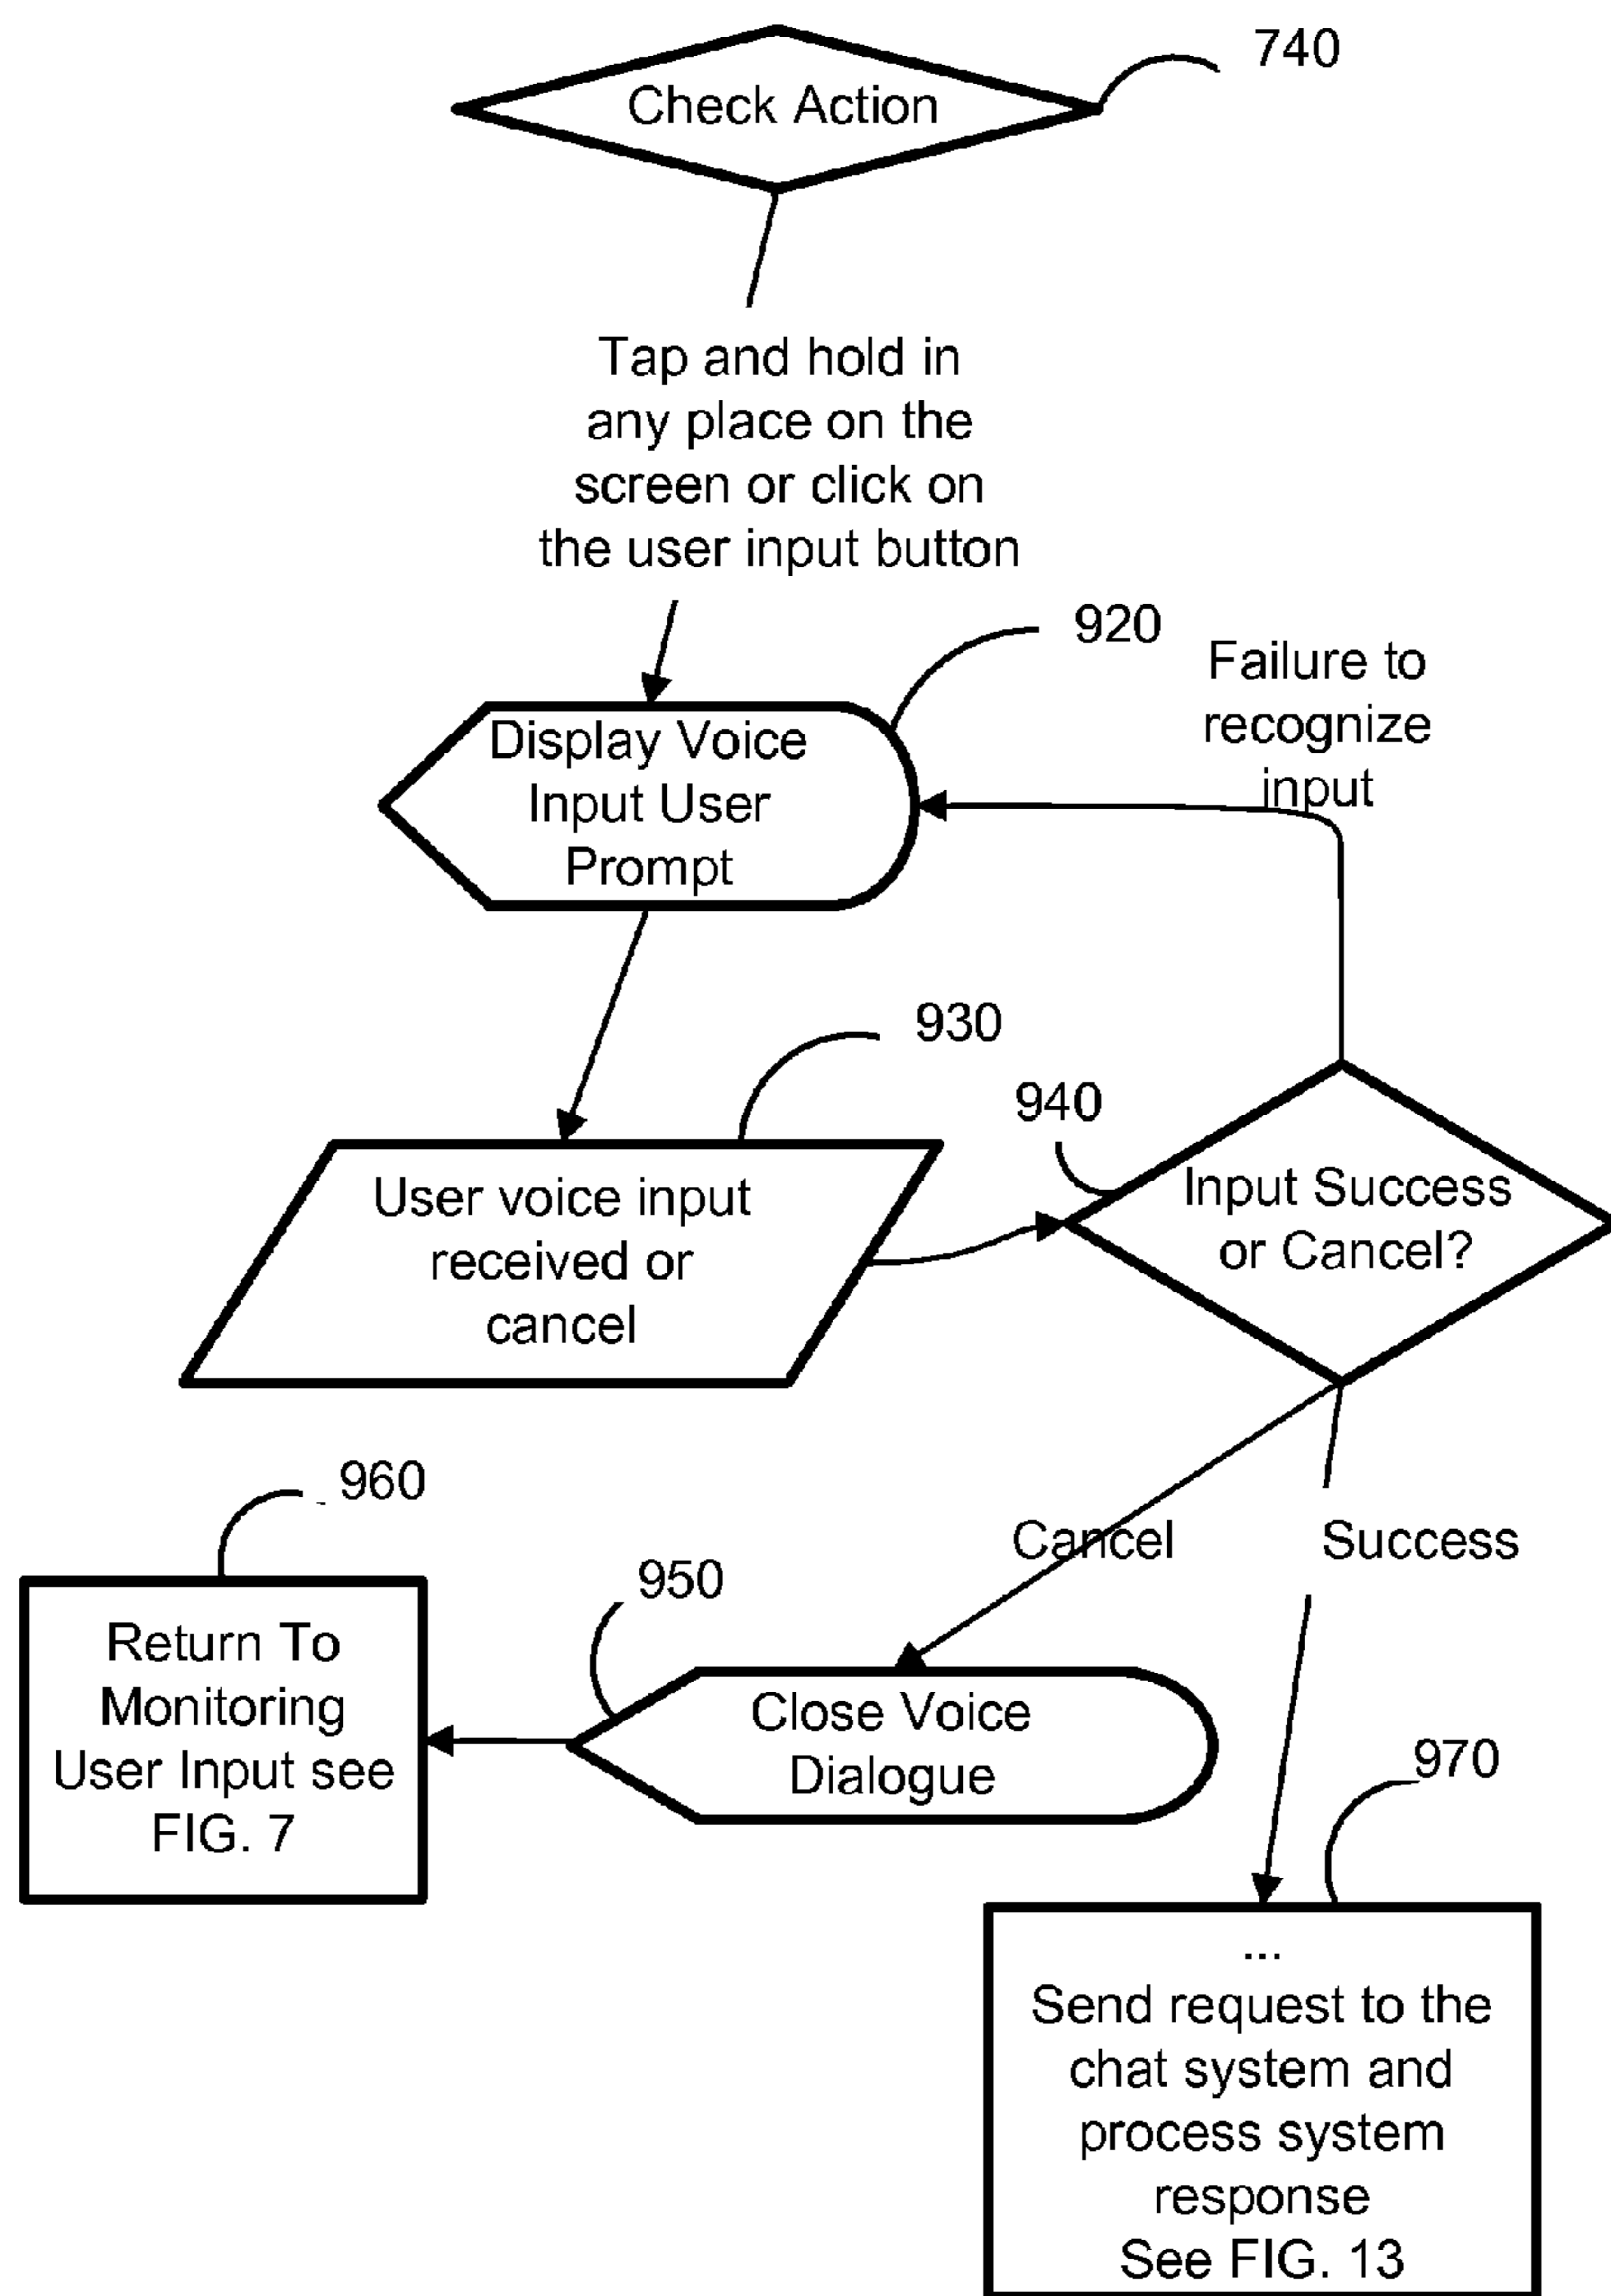 740
Check Action
Tap and hold in
any place on the
screen or click on
the user input button
920
Failure to
recognize
input
Display Voice
Input User
Prompt
930
940
User voice input
received or
cancel
Input Success
or Cancel?
960
Cancel
Success
950
Return To
Monitoring
User Input see
FIG. 7
Close Voice
Dialogue
970
...
Send request to the
chat system and
process system
response
See FIG. 13